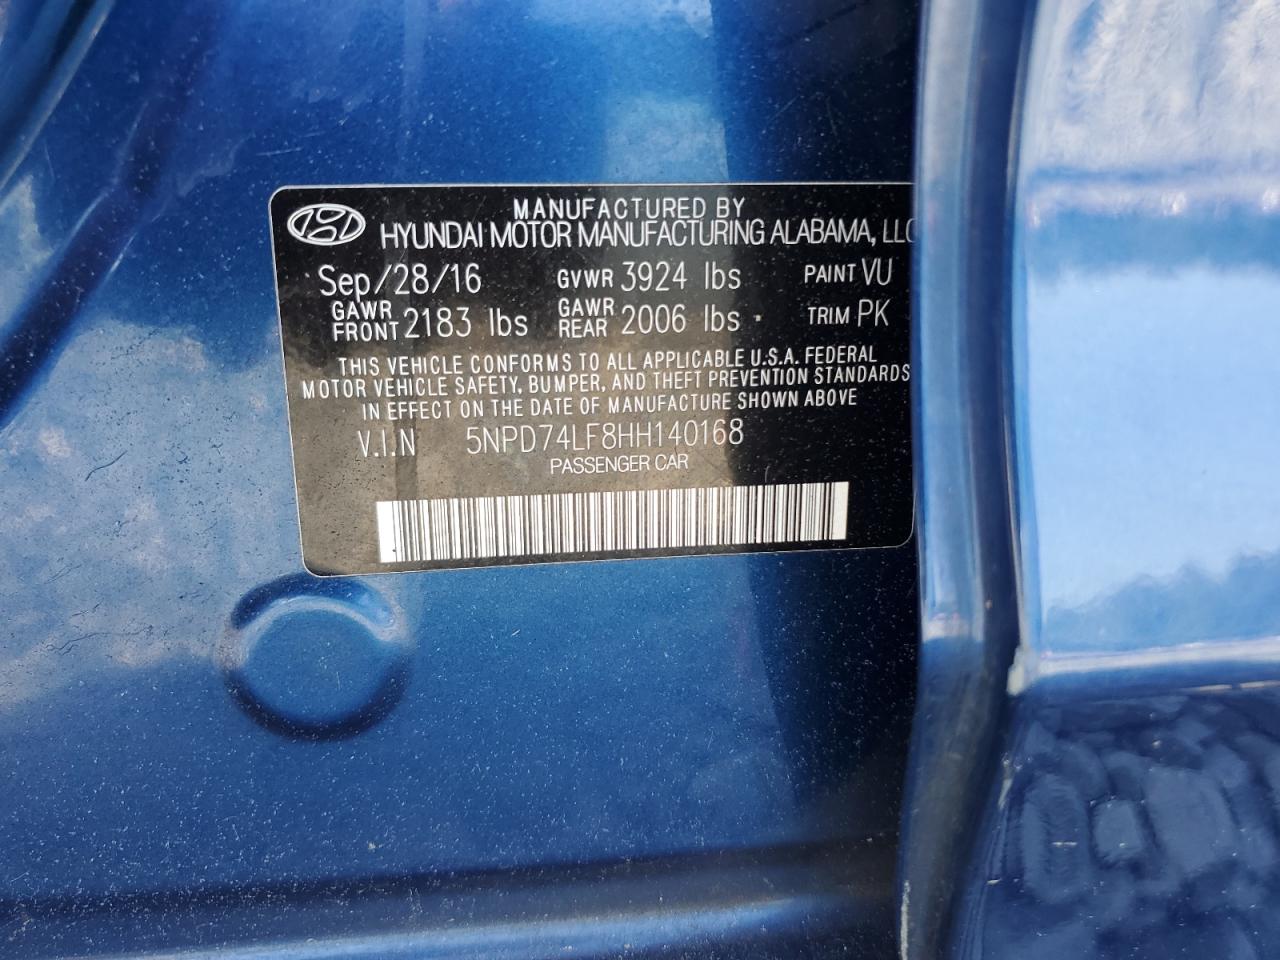 MANUFACTURED BY
HYUNDAI MOTOR MANUFACTURING ALABAMA, LLC
Sep/28/16 GVWR 3924 lbs PAINT VU
GAWR FRONT 2183 lbs GAWR REAR 2006 lbs TRIM PK
THIS VEHICLE CONFORMS TO ALL APPLICABLE U.S.A. FEDERAL
MOTOR VEHICLE SAFETY, BUMPER, AND THEFT PREVENTION STANDARDS
IN EFFECT ON THE DATE OF MANUFACTURE SHOWN ABOVE
V.I.N 5NPD74LF8HH140168
PASSENGER CAR